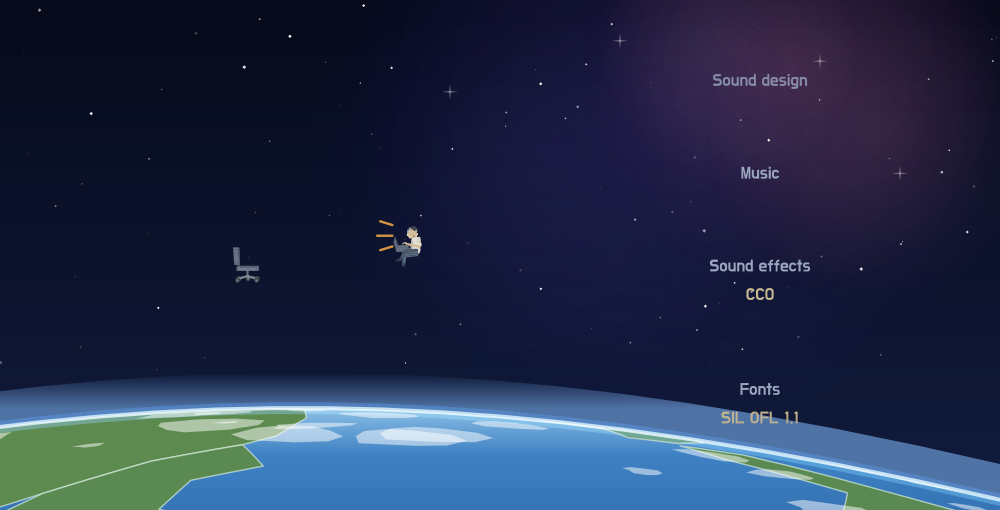 Sound design
Music
Sound effects
CC0
Fonts
SIL OFL 1.1